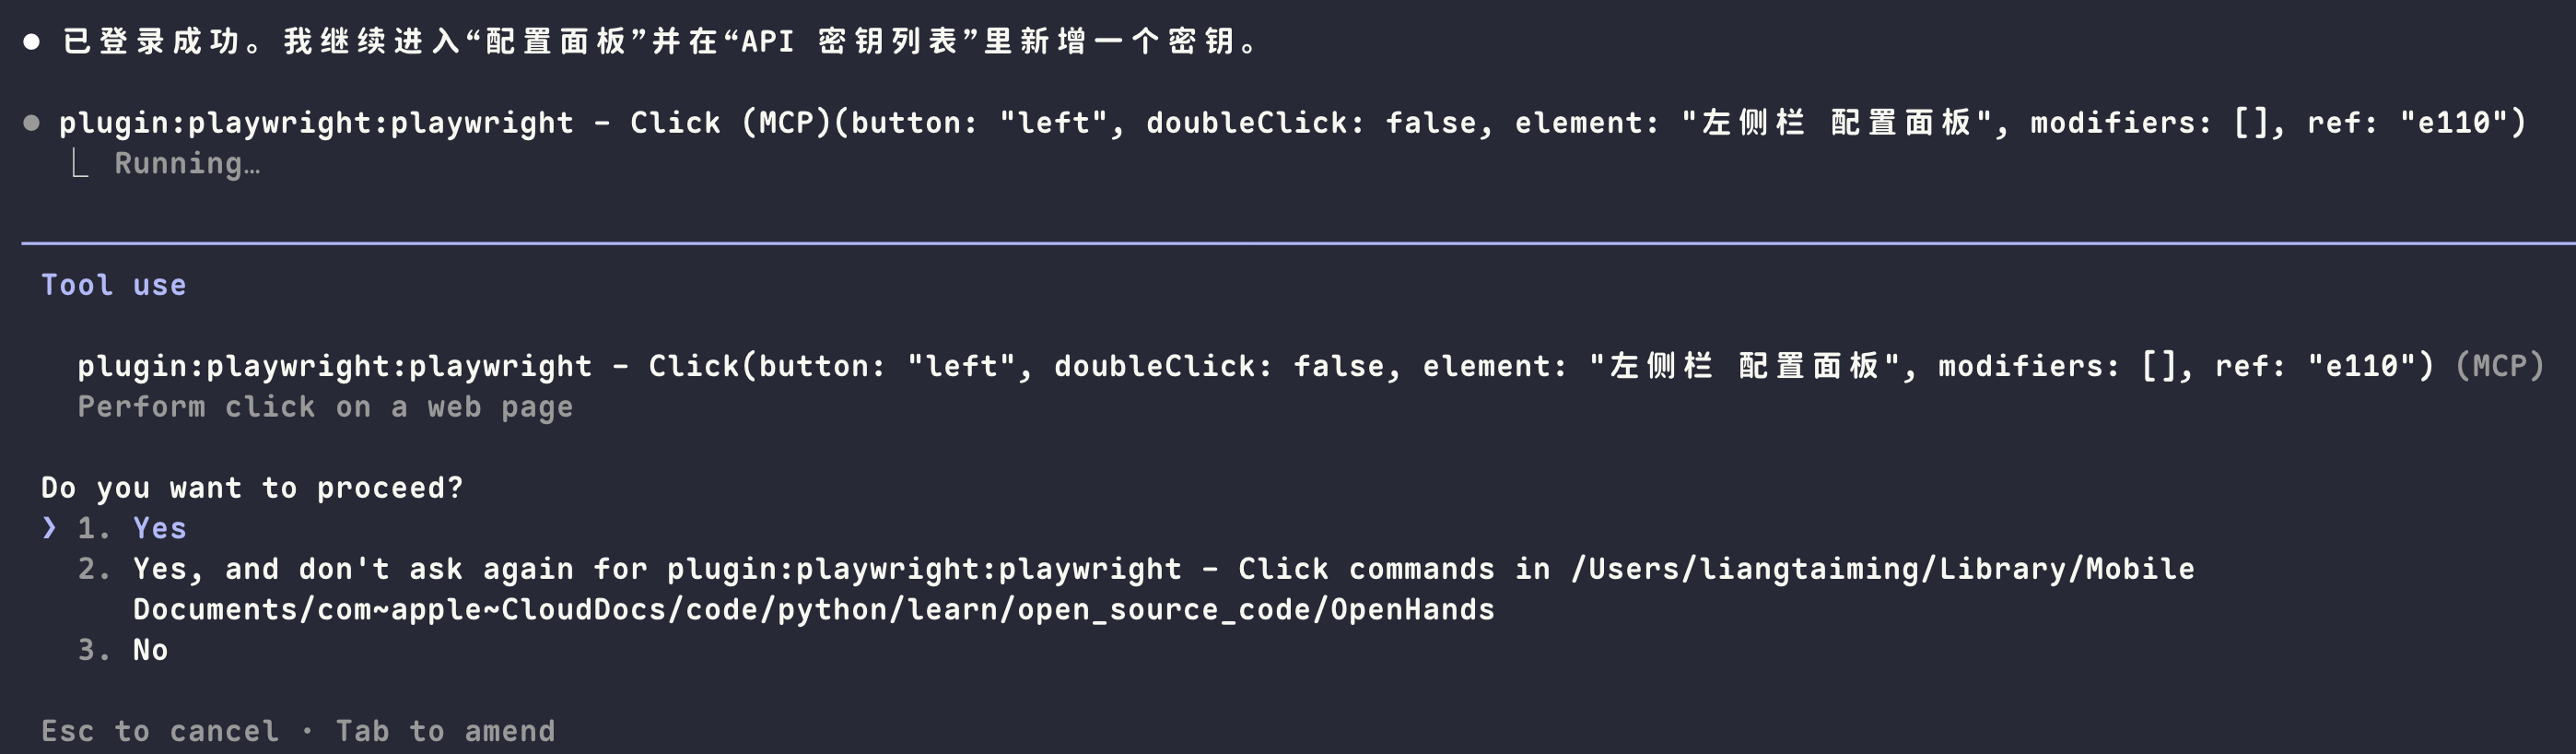 ● 已登录成功。我继续进入“配置面板”并在“API 密钥列表”里新增一个密钥。
● plugin:playwright:playwright - Click (MCP)(button: "left", doubleClick: false, element: "左侧栏 配置面板", modifiers: [], ref: "e110")
⎿ Running…
Tool use
plugin:playwright:playwright - Click(button: "left", doubleClick: false, element: "左侧栏 配置面板", modifiers: [], ref: "e110") (MCP)
Perform click on a web page
Do you want to proceed?
❯ 1. Yes
2. Yes, and don't ask again for plugin:playwright:playwright - Click commands in /Users/liangtaiming/Library/Mobile
Documents/com~apple~CloudDocs/code/python/learn/open_source_code/OpenHands
3. No
Esc to cancel · Tab to amend